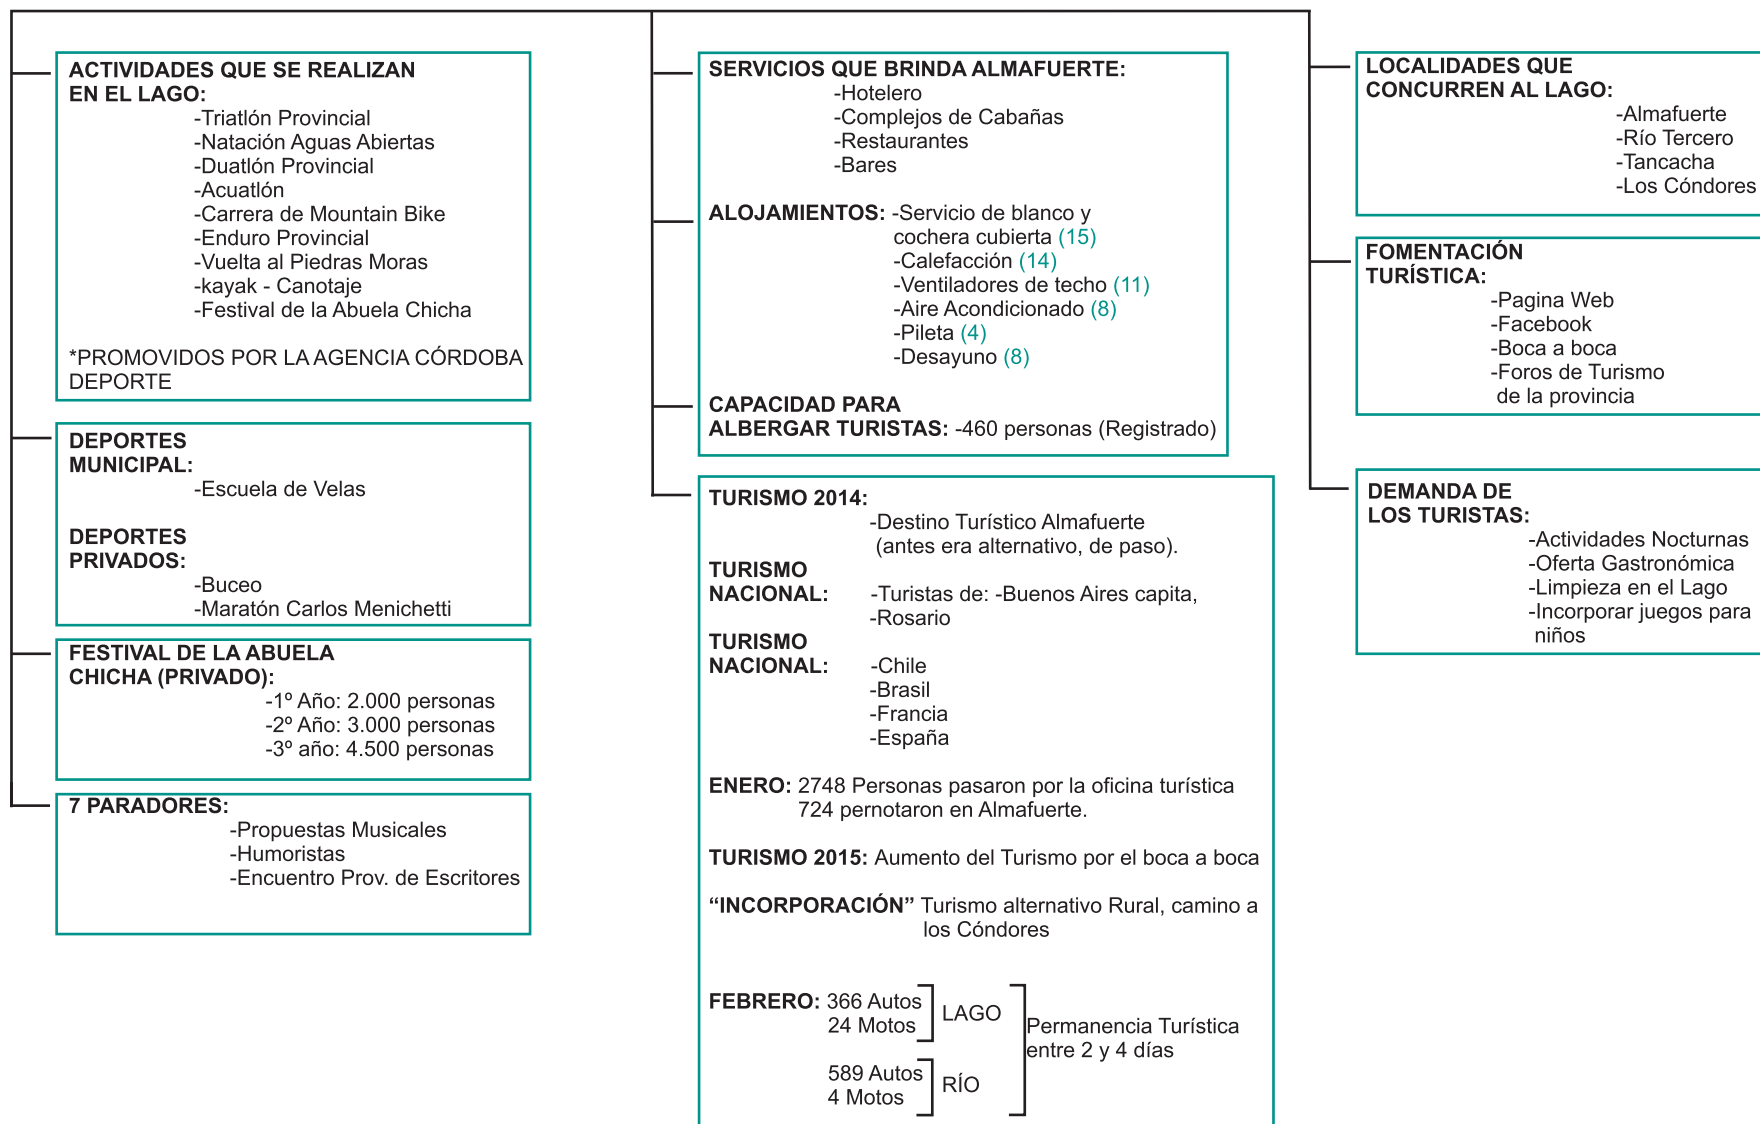 ACTIVIDADES QUE SE REALIZAN
EN EL LAGO:
-Triatlón Provincial
-Natación Aguas Abiertas
-Duatlón Provincial
-Acuatlón
-Carrera de Mountain Bike
-Enduro Provincial
-Vuelta al Piedras Moras
-kayak - Canotaje
-Festival de la Abuela Chicha
*PROMOVIDOS POR LA AGENCIA CÓRDOBA
DEPORTE
DEPORTES
MUNICIPAL:
-Escuela de Velas
DEPORTES
PRIVADOS:
-Buceo
-Maratón Carlos Menichetti
FESTIVAL DE LA ABUELA
CHICHA (PRIVADO):
-1º Año: 2.000 personas
-2º Año: 3.000 personas
-3º año: 4.500 personas
7 PARADORES:
-Propuestas Musicales
-Humoristas
-Encuentro Prov. de Escritores
SERVICIOS QUE BRINDA ALMAFUERTE:
-Hotelero
-Complejos de Cabañas
-Restaurantes
-Bares
ALOJAMIENTOS: -Servicio de blanco y
cochera cubierta (15)
-Calefacción (14)
-Ventiladores de techo (11)
-Aire Acondicionado (8)
-Pileta (4)
-Desayuno (8)
CAPACIDAD PARA
ALBERGAR TURISTAS: -460 personas (Registrado)
TURISMO 2014:
-Destino Turístico Almafuerte
(antes era alternativo, de paso).
TURISMO
NACIONAL: -Turistas de: -Buenos Aires capita,
-Rosario
TURISMO
NACIONAL: -Chile
-Brasil
-Francia
-España
ENERO: 2748 Personas pasaron por la oficina turística
724 pernotaron en Almafuerte.
TURISMO 2015: Aumento del Turismo por el boca a boca
“INCORPORACIÓN” Turismo alternativo Rural, camino a
los Cóndores
FEBRERO: 366 Autos
24 Motos
LAGO
589 Autos
4 Motos
RÍO
Permanencia Turística
entre 2 y 4 días
LOCALIDADES QUE
CONCURREN AL LAGO:
-Almafuerte
-Río Tercero
-Tancacha
-Los Cóndores
FOMENTACIÓN
TURÍSTICA:
-Pagina Web
-Facebook
-Boca a boca
-Foros de Turismo
de la provincia
DEMANDA DE
LOS TURISTAS:
-Actividades Nocturnas
-Oferta Gastronómica
-Limpieza en el Lago
-Incorporar juegos para
niños